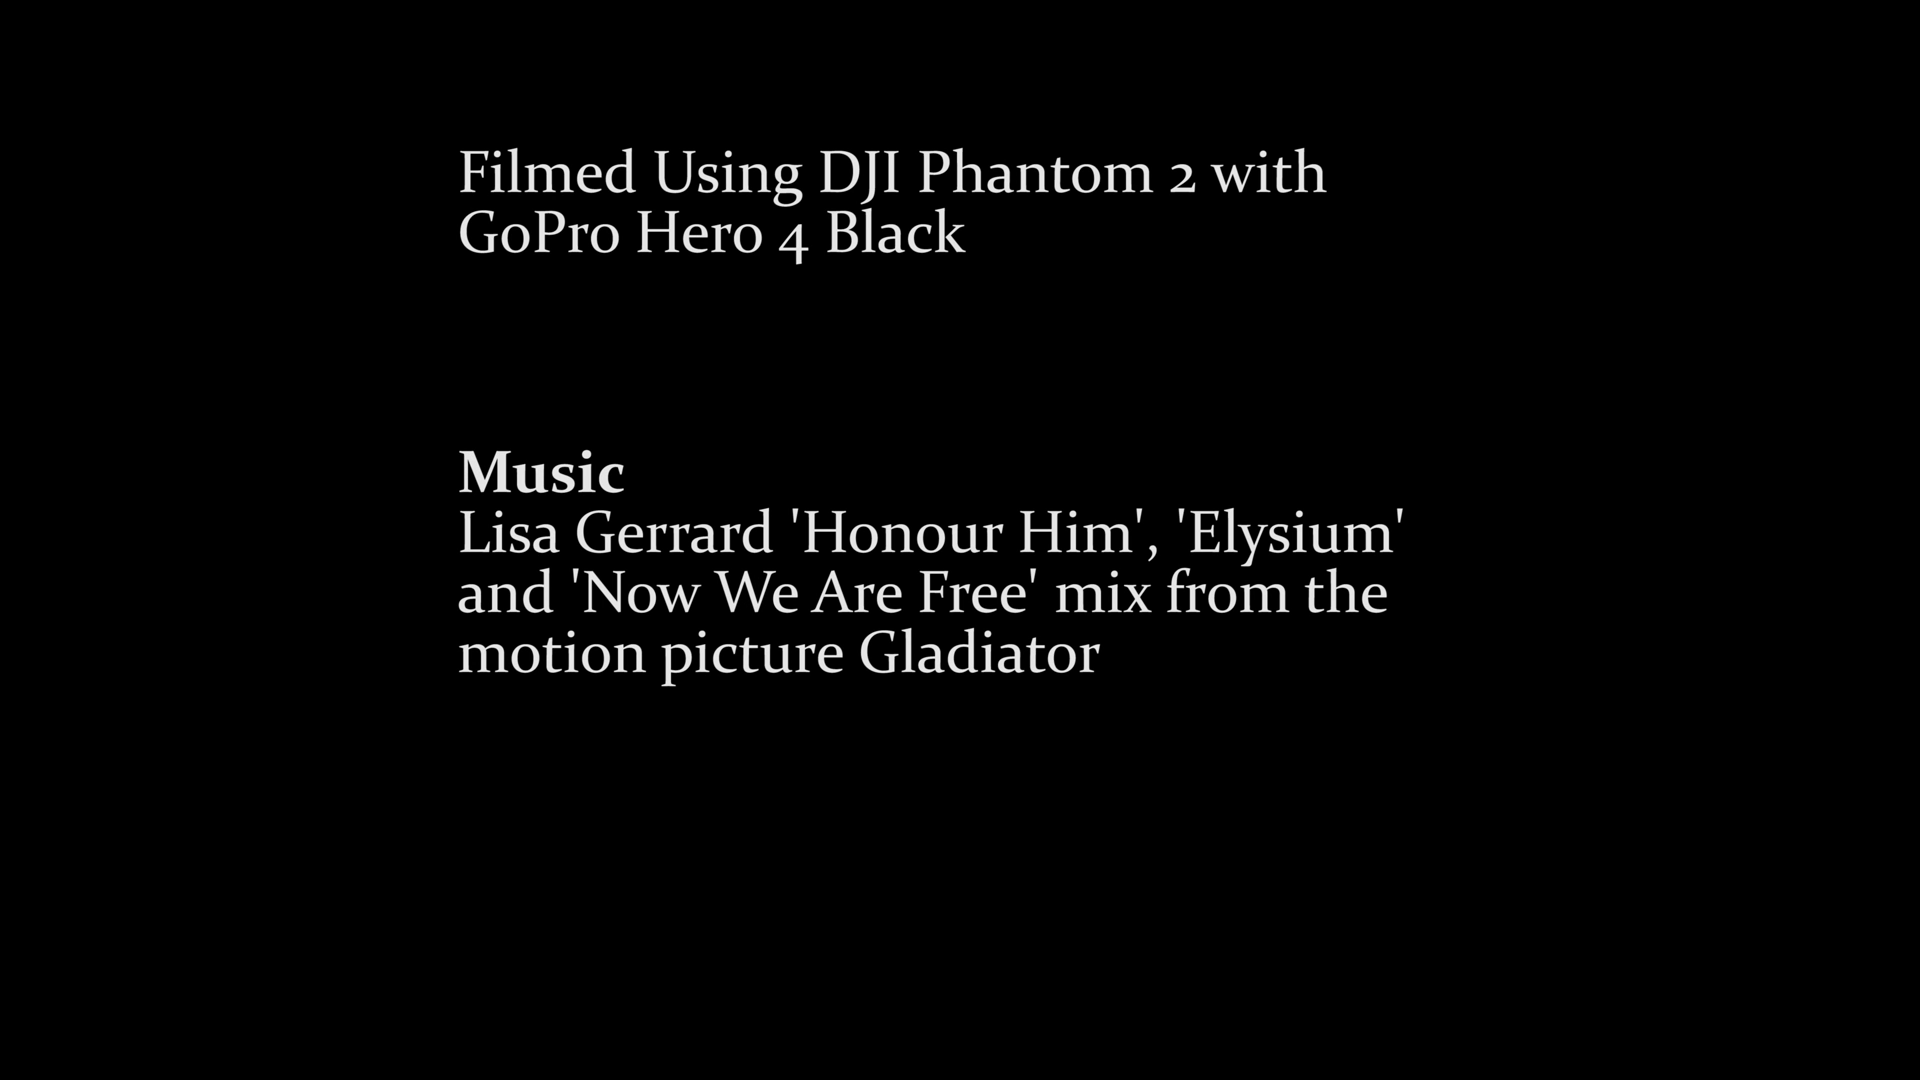 Filmed Using DJI Phantom 2 with
GoPro Hero 4 Black
Music
Lisa Gerrard 'Honour Him', 'Elysium'
and 'Now We Are Free' mix from the
motion picture Gladiator